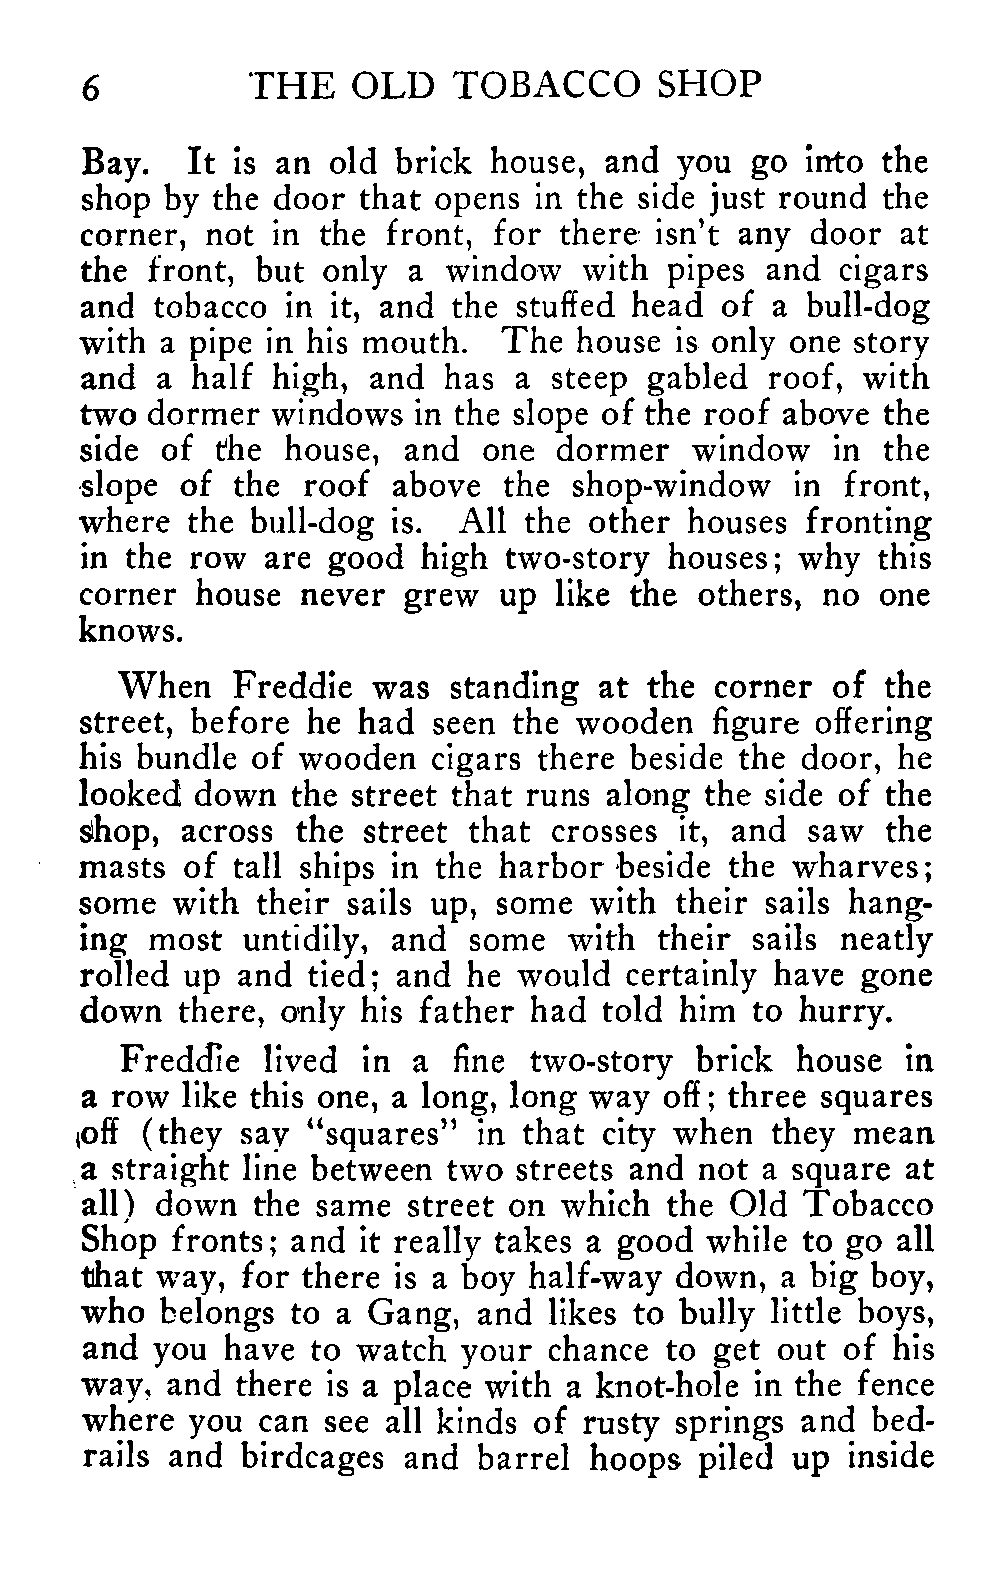 6 THE OLD TOBACCO SHOP
Bay. It is an old brick house, and you go into the
shop by the door that opens in the side just round the
corner, not in the front, for there isn't any door at
the front, but only a window with pipes and cigars
and tobacco in it, and the stuffed head of a bull-dog
with a pipe in his mouth. The house is only one story
and a half high, and has a steep gabled roof, with
two dormer windows in the slope of the roof above the
side of the house, and one dormer window in the
slope of the roof above the shop-window in front,
where the bull-dog is. All the other houses fronting
in the row are good high two-story houses; why this
corner house never grew up like the others, no one
knows.
When Freddie was standing at the corner of the
street, before he had seen the wooden figure offering
his bundle of wooden cigars there beside the door, he
looked down the street that runs along the side of the
shop, across the street that crosses it, and saw the
masts of tall ships in the harbor beside the wharves;
some with their sails up, some with their sails hang-
ing most untidily, and some with their sails neatly
rolled up and tied; and he would certainly have gone
down there, only his father had told him to hurry.
Freddie lived in a fine two-story brick house in
a row like this one, a long, long way off; three squares
off (they say "squares" in that city when they mean
a straight line between two streets and not a square at
all) down the same street on which the Old Tobacco
Shop fronts; and it really takes a good while to go all
that way, for there is a boy half-way down, a big boy,
who belongs to a Gang, and likes to bully little boys,
and you have to watch your chance to get out of his
way, and there is a place with a knot-hole in the fence
where you can see all kinds of rusty springs and bed-
rails and birdcages and barrel hoops piled up inside